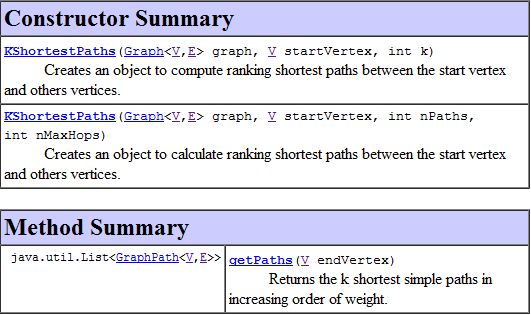 Constructor Summary
KShortestPaths(Graph<V,E> graph, V startVertex, int k)
Creates an object to compute ranking shortest paths between the start vertex
and others vertices.
KShortestPaths(Graph<V,E> graph, V startVertex, int nPaths,
int nMaxHops)
Creates an object to calculate ranking shortest paths between the start vertex
and others vertices.
Method Summary
java.util.List<GraphPath<V,E>> getPaths(V endVertex)
Returns the k shortest simple paths in
increasing order of weight.